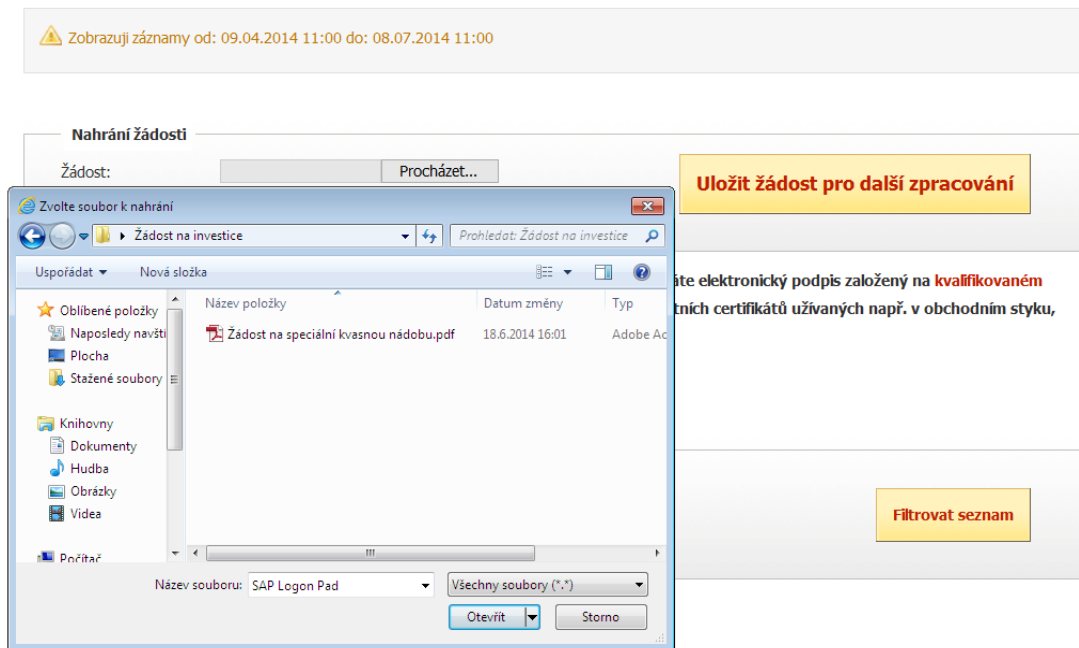 Zobrazuji záznamy od: 09.04.2014 11:00 do: 08.07.2014 11:00
Nahrání žádosti
Žádost:
Procházet...
Uložit žádost pro další zpracování
Zvolte soubor k nahrání
Žádost na investice
Prohledat: Žádost na investice
Uspořádat
Nová složka
Oblíbené položky
Naposledy navští
Plocha
Stažené soubory
Knihovny
Dokumenty
Hudba
Obrázky
Videa
Počítač
Název položky
Datum změny
Typ
Žádost na speciální kvasnou nádobu.pdf
18.6.2014 16:01
Adobe Ac
Název souboru:
SAP Logon Pad
Všechny soubory (*.*)
Otevřít
Storno
áte elektronický podpis založený na kvalifikovaném
tních certifikátů užívaných např. v obchodním styku,
Filtrovat seznam